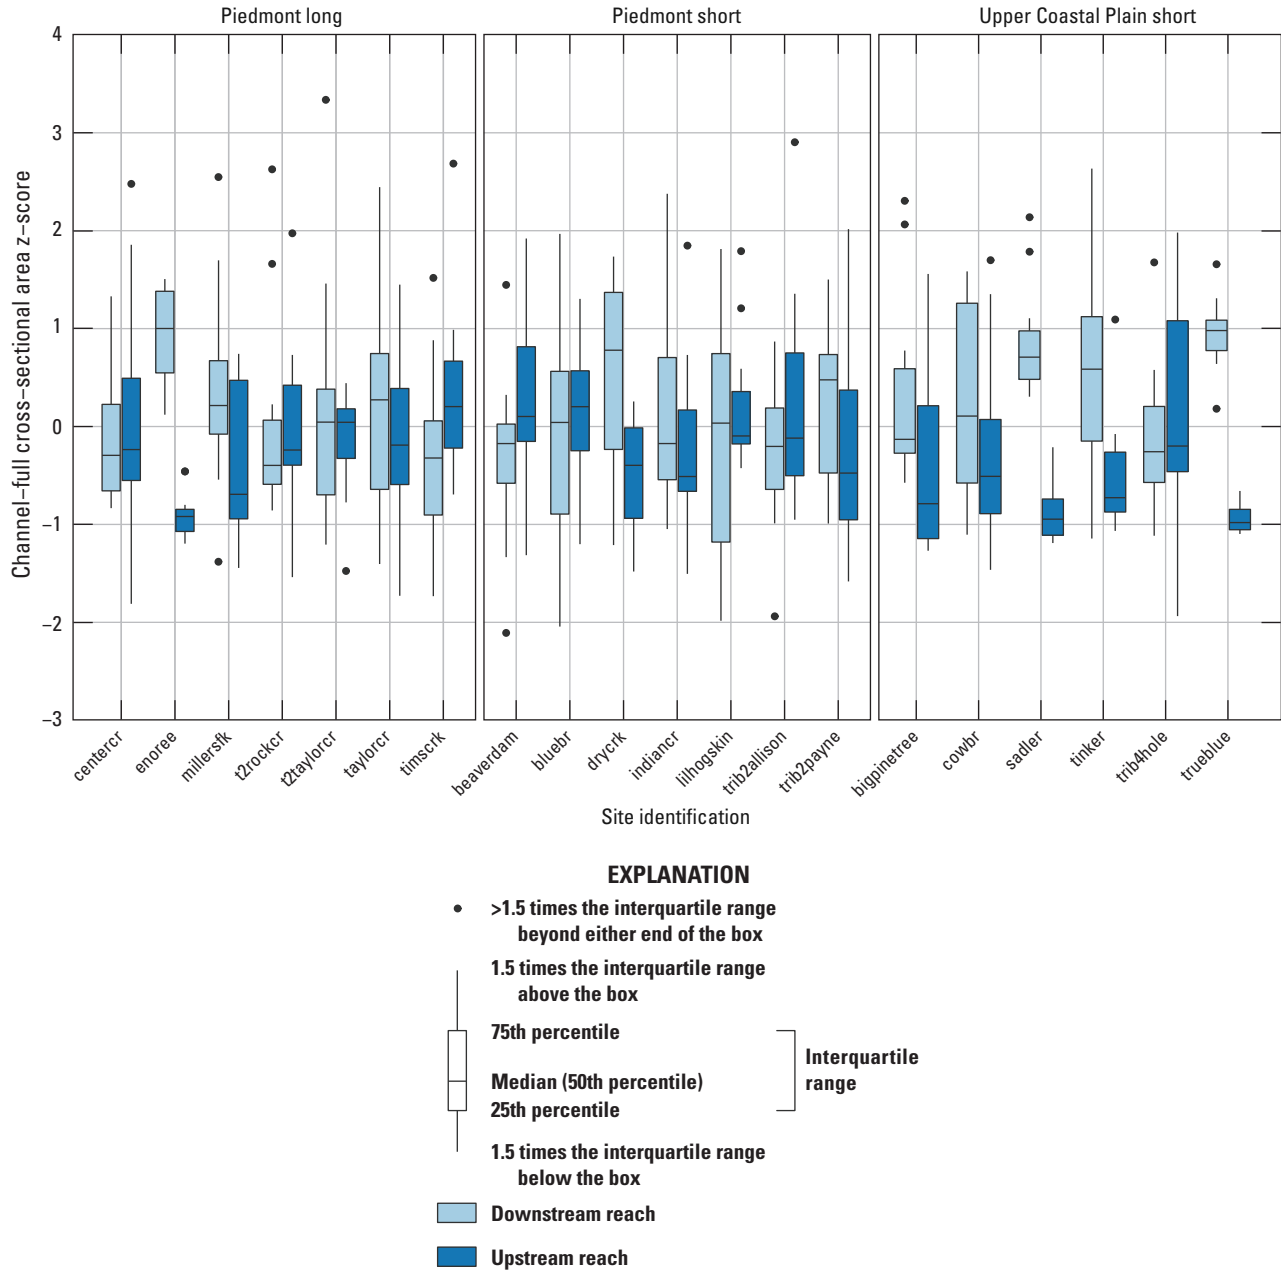 Piedmont long
Piedmont short
Upper Coastal Plain short
Channel–full cross–sectional area z–score
4
3
2
1
0
–1
–2
–3
centercr
enoree
millersfk
t2rockcr
t2taylorcr
taylorcr
timscrk
beaverdam
bluebr
drycrk
indiancr
lilhogskin
trib2allison
trib2payne
bigpinetree
cowbr
sadler
tinker
trib4hole
trueblue
Site identification
EXPLANATION
>1.5 times the interquartile range
beyond either end of the box
1.5 times the interquartile range
above the box
75th percentile
Interquartile
range
Median (50th percentile)
25th percentile
1.5 times the interquartile range
below the box
Downstream reach
Upstream reach